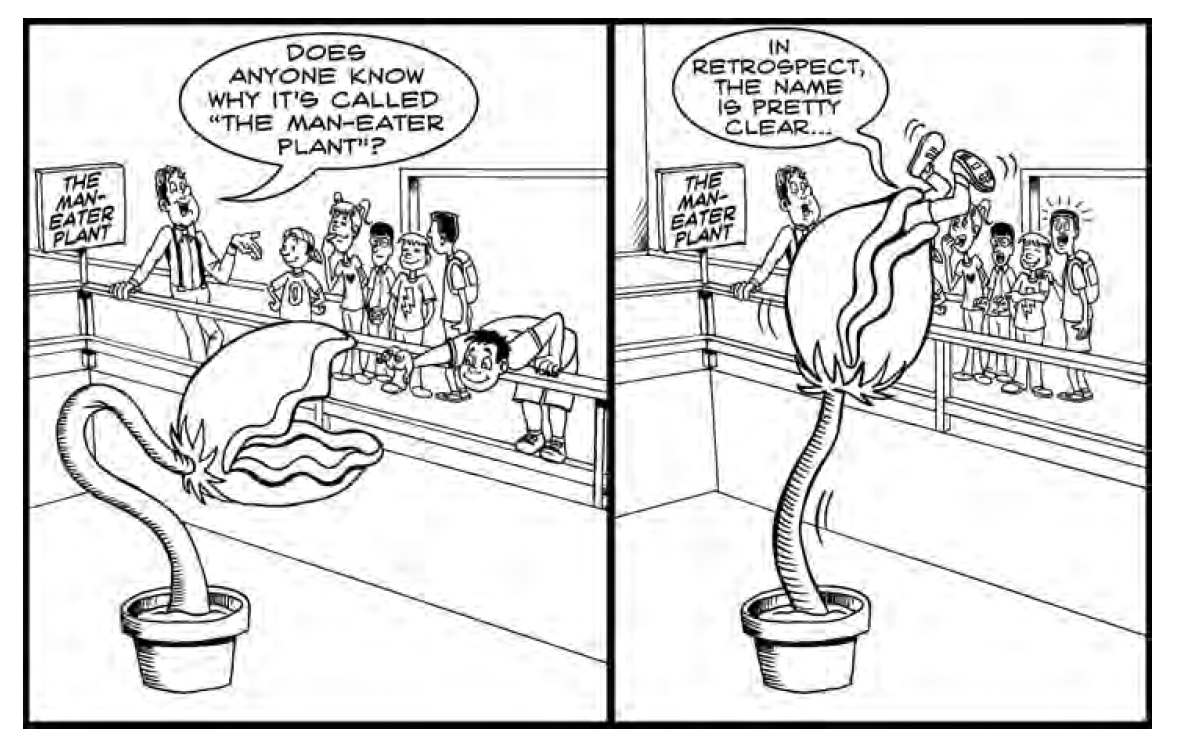 DOES
ANYONE KNOW
WHY IT'S CALLED
"THE MAN-EATER
PLANT"?
THE
MAN-
EATER
PLANT
IN
RETROSPECT,
THE NAME
IS PRETTY
CLEAR...
THE
MAN-
EATER
PLANT